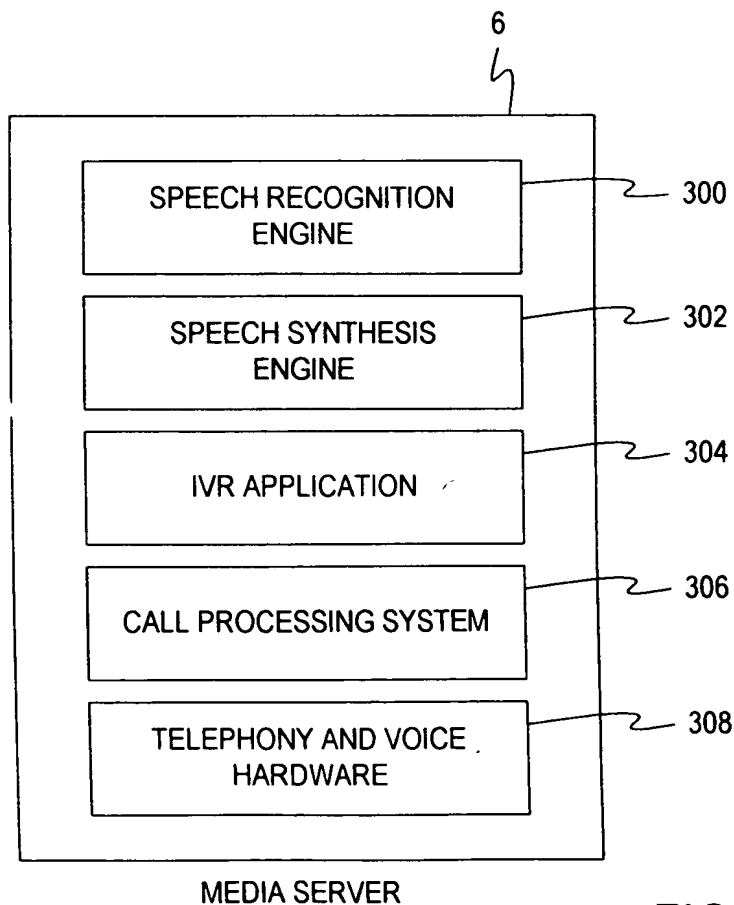 6
SPEECH RECOGNITION
ENGINE
300
SPEECH SYNTHESIS
ENGINE
302
IVR APPLICATION
304
CALL PROCESSING SYSTEM
306
TELEPHONY AND VOICE
HARDWARE
308
MEDIA SERVER